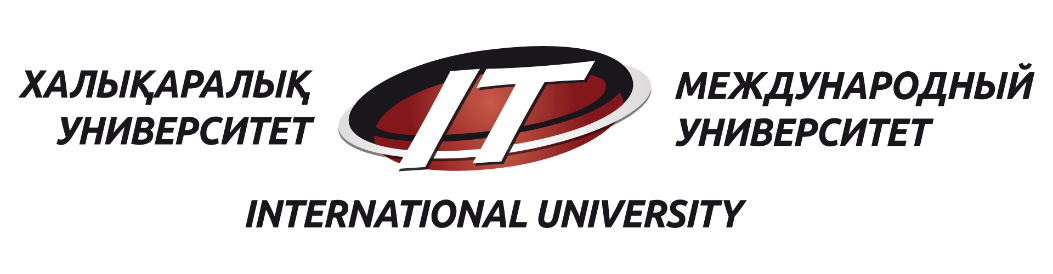 ХАЛЫҚАРАЛЫҚ
УНИВЕРСИТЕТ
IT
МЕЖДУНАРОДНЫЙ
УНИВЕРСИТЕТ
INTERNATIONAL UNIVERSITY